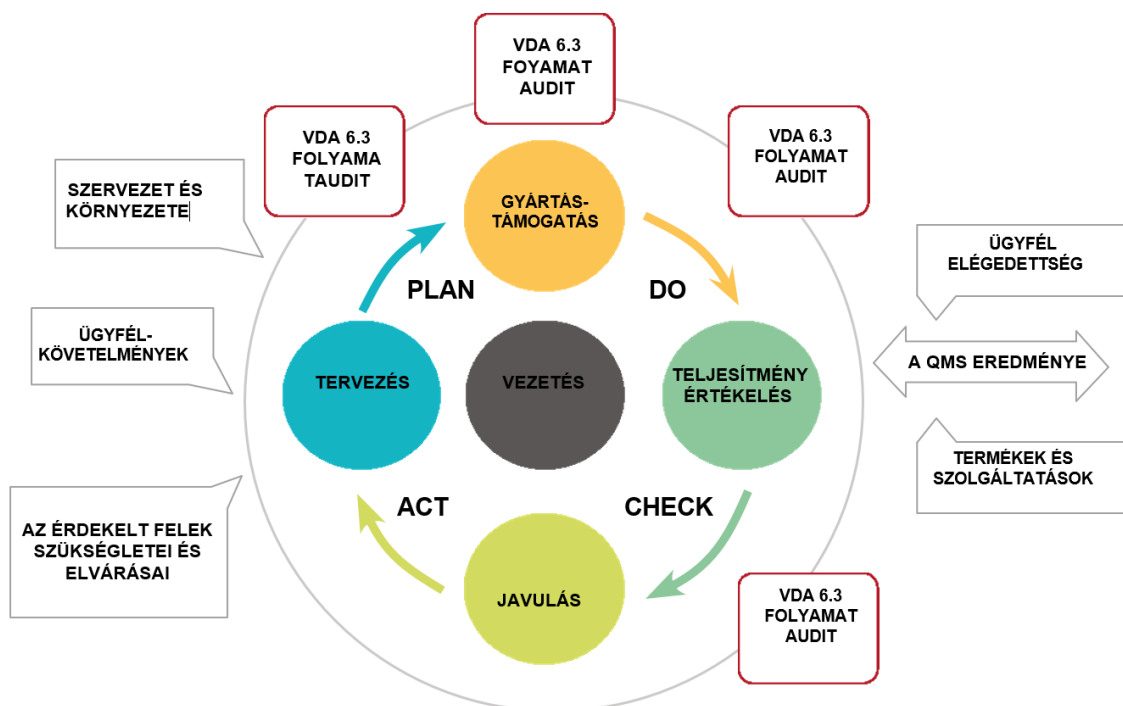 VDA 6.3
FOYAMAT
AUDIT
VDA 6.3
FOLYAMA
TAUDIT
VDA 6.3
FOLYAMAT
AUDIT
SZERVEZET ÉS
KÖRNYEZETE
GYÁRTÁS-
TÁMOGATÁS
ÜGYFÉL
ELÉGEDETTSÉG
PLAN
DO
ÜGYFÉL-
KÖVETELMÉNYEK
TERVEZÉS
VEZETÉS
TELJESÍTMÉNY
ÉRTÉKELÉS
A QMS EREDMÉNYE
TERMÉKEK ÉS
SZOLGÁLTATÁSOK
ACT
CHECK
AZ ÉRDEKELT FELEK
SZÜKSÉGLETEI ÉS
ELVÁRÁSAI
JAVULÁS
VDA 6.3
FOLYAMAT
AUDIT